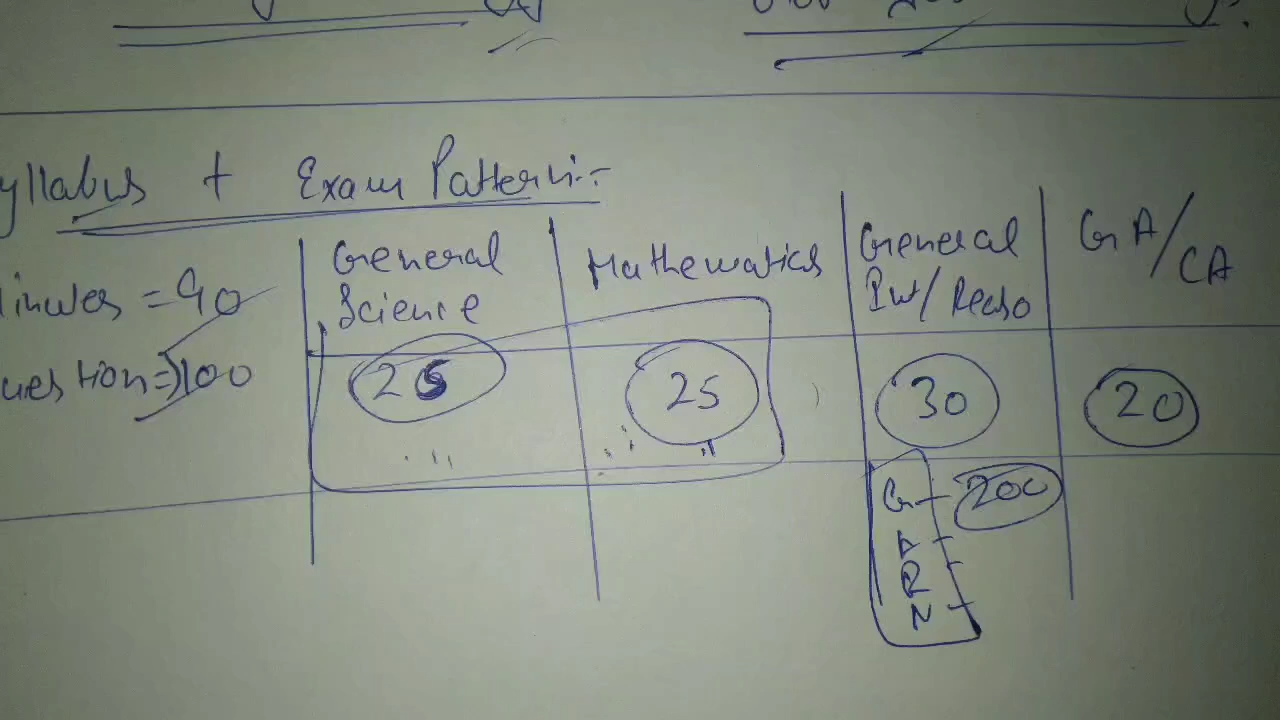 yllabus + Exam Pattern:-
inutes = 90
uestion = 100
General Science
Mathematics
General Int/Reaso
GA/CA
25
25
30
20
G - 200
A -
R -
N -